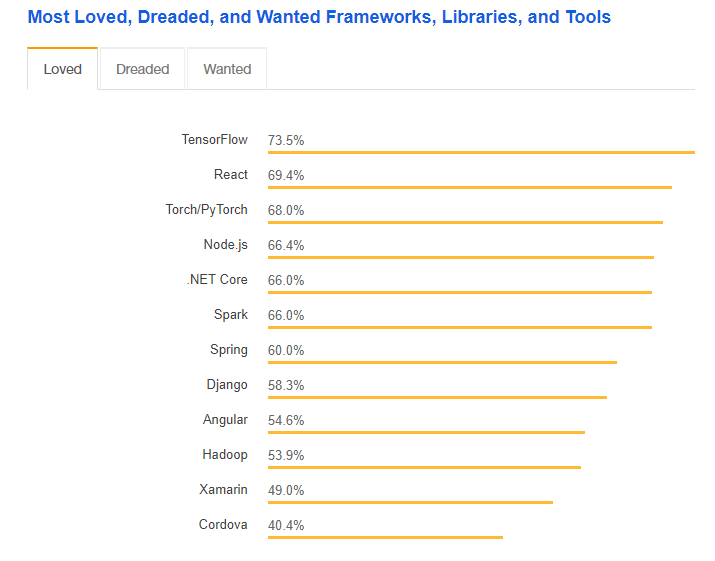 Most Loved, Dreaded, and Wanted Frameworks, Libraries, and Tools
Loved Dreaded Wanted
TensorFlow 73.5%
React 69.4%
Torch/PyTorch 68.0%
Node.js 66.4%
.NET Core 66.0%
Spark 66.0%
Spring 60.0%
Django 58.3%
Angular 54.6%
Hadoop 53.9%
Xamarin 49.0%
Cordova 40.4%